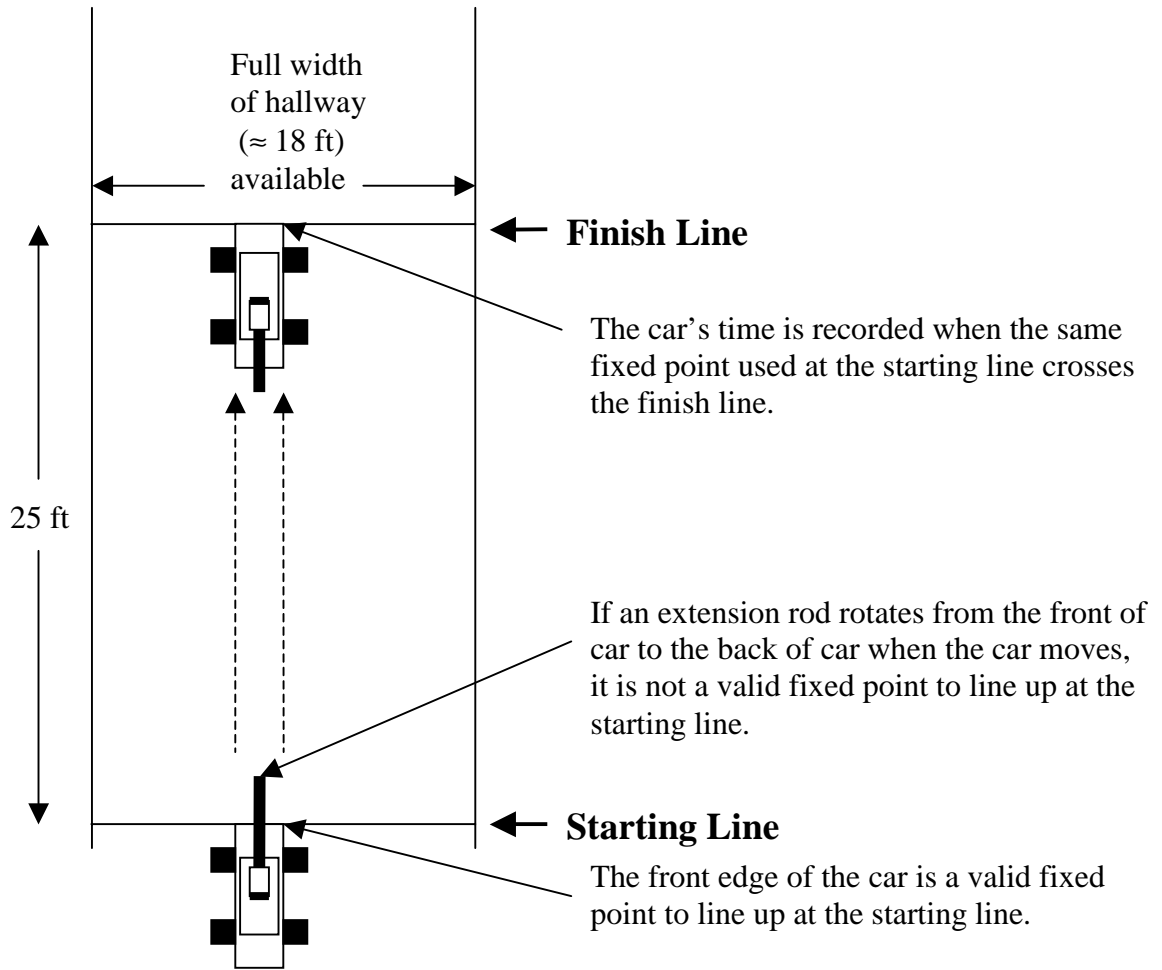 Full width
of hallway
(≈ 18 ft)
available
Finish Line
The car’s time is recorded when the same
fixed point used at the starting line crosses
the finish line.
25 ft
If an extension rod rotates from the front of
car to the back of car when the car moves,
it is not a valid fixed point to line up at the
starting line.
Starting Line
The front edge of the car is a valid fixed
point to line up at the starting line.